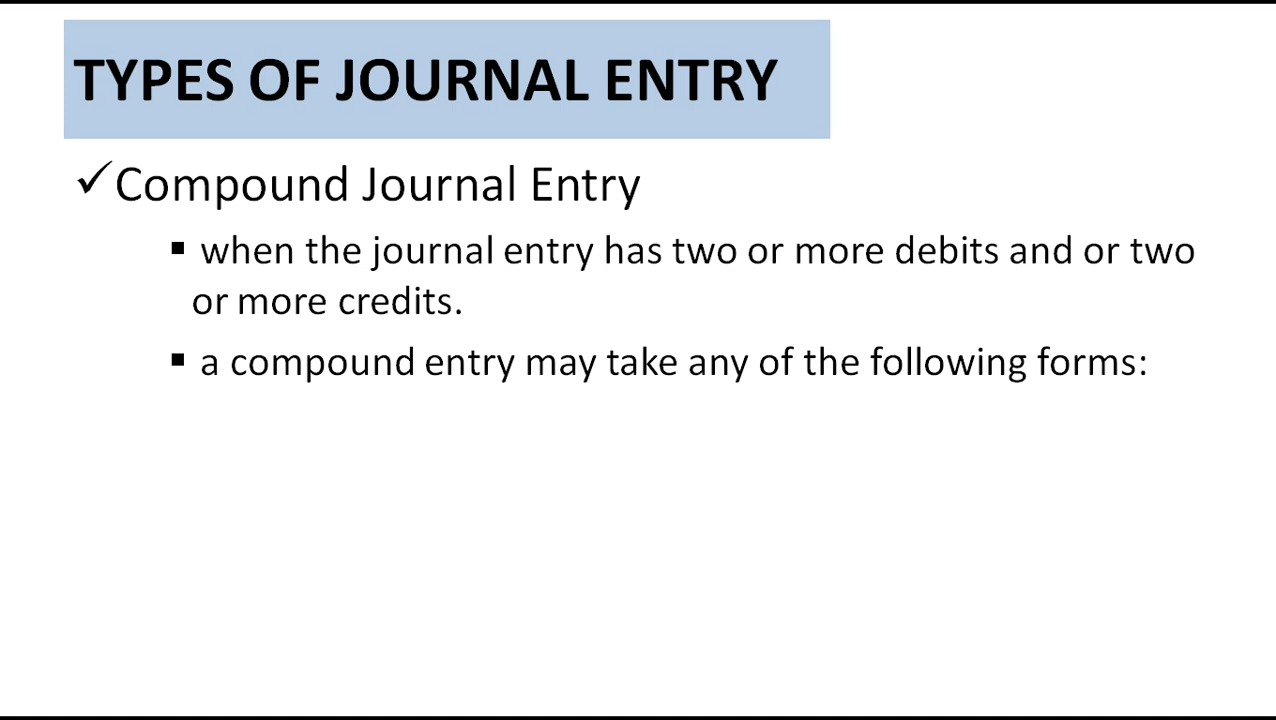 TYPES OF JOURNAL ENTRY
✓Compound Journal Entry
▪ when the journal entry has two or more debits and or two
or more credits.
▪ a compound entry may take any of the following forms: